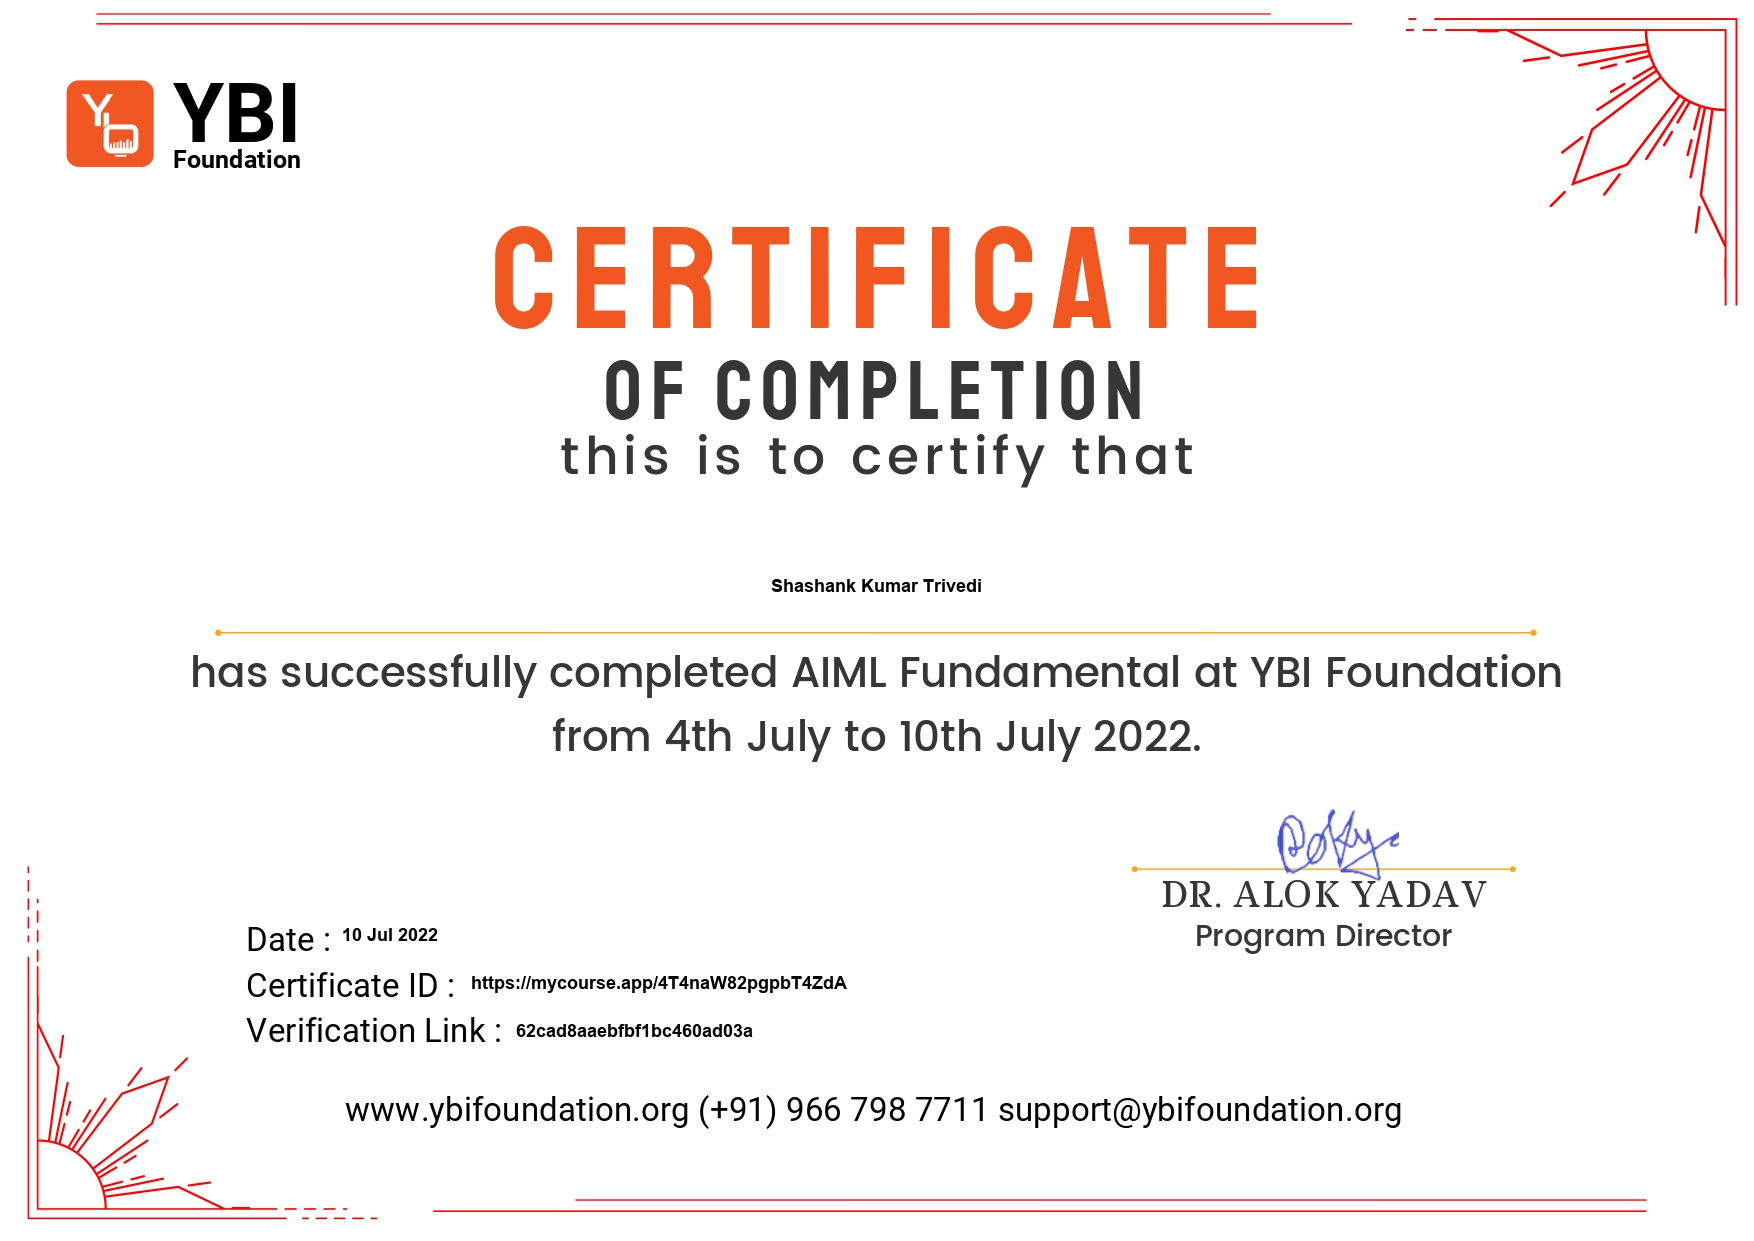 YBI
Foundation
CERTIFICATE
OF COMPLETION
this is to certify that
Shashank Kumar Trivedi
has successfully completed AIML Fundamental at YBI Foundation
from 4th July to 10th July 2022.
DR. ALOK YADAV
Program Director
Date : 10 Jul 2022
Certificate ID : https://mycourse.app/4T4naW82pgpbT4ZdA
Verification Link : 62cad8aaebfbf1bc460ad03a
www.ybifoundation.org (+91) 966 798 7711 support@ybifoundation.org